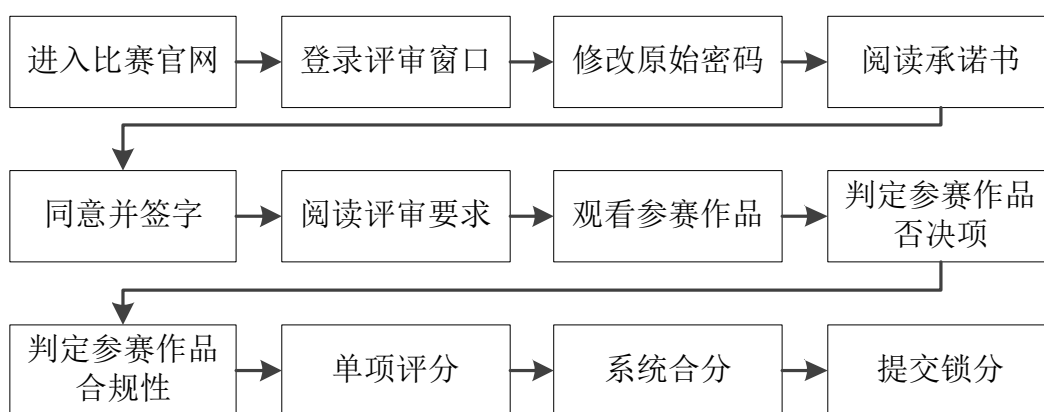 进入比赛官网
登录评审窗口
修改原始密码
阅读承诺书
同意并签字
阅读评审要求
观看参赛作品
判定参赛作品
否决项
判定参赛作品
合规性
单项评分
系统合分
提交锁分